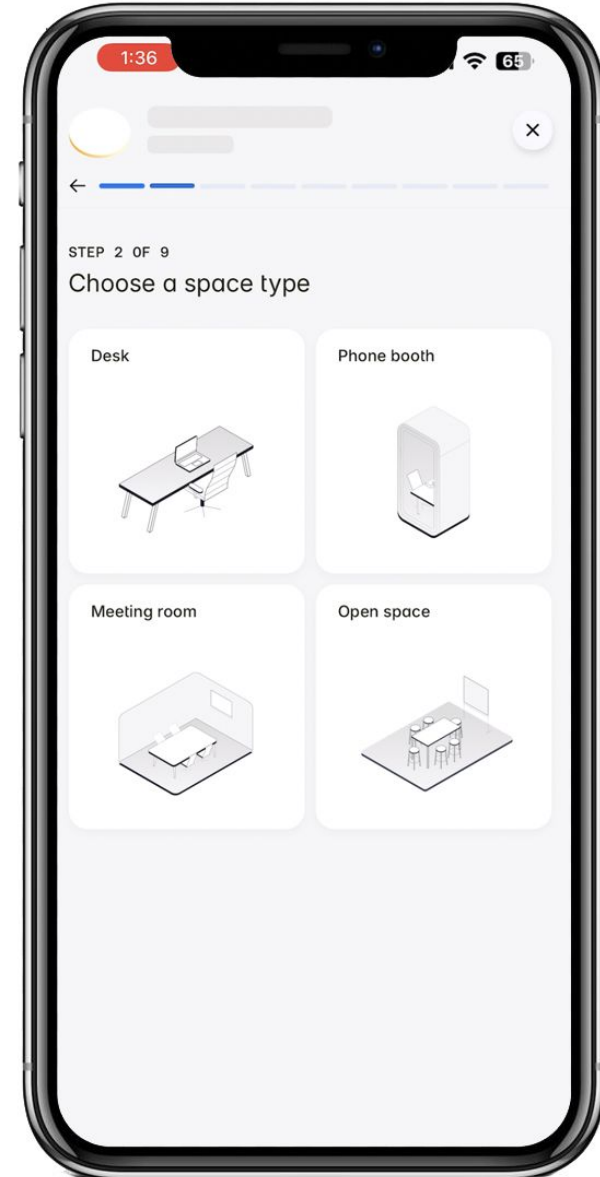 1:36
65
STEP 2 OF 9
Choose a space type
Desk
Phone booth
Meeting room
Open space